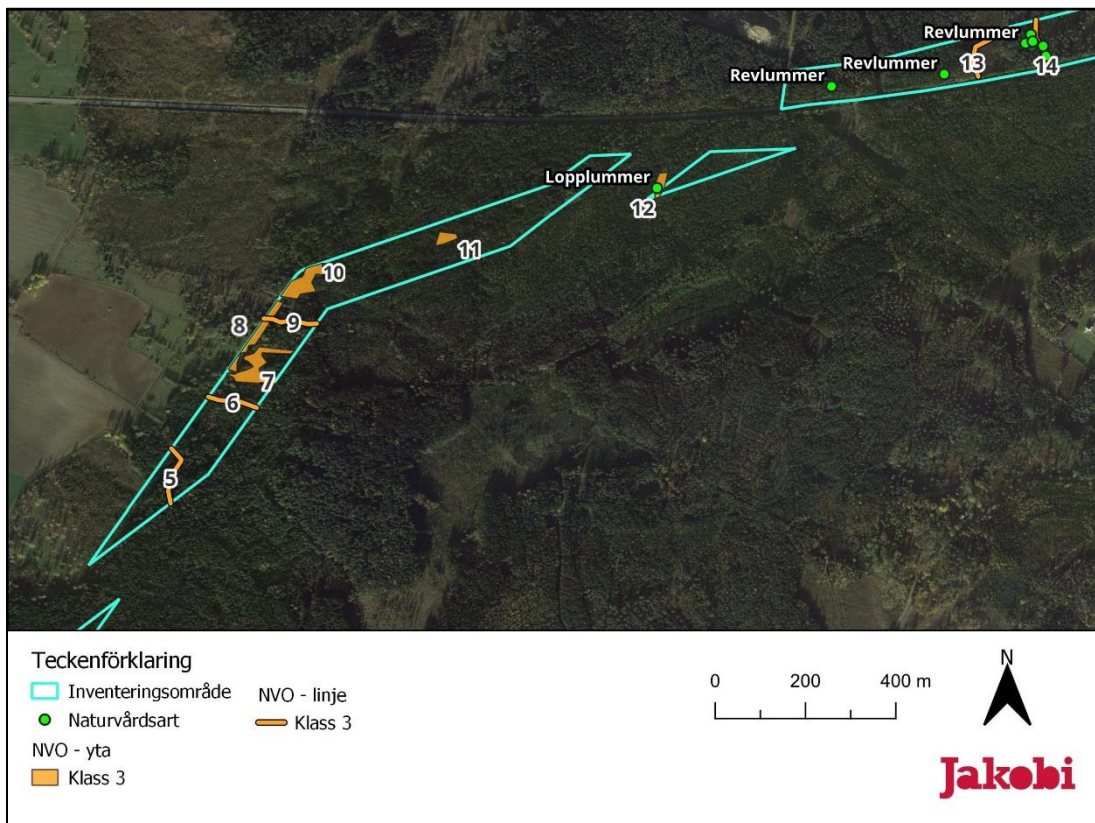 Revlummer
Revlummer
Revlummer
13
14
Lopplummer
12
11
10
8
9
7
6
5
Teckenförklaring
Inventeringsområde
Naturvårdsart
NVO - yta
Klass 3
NVO - linje
Klass 3
0 200 400 m
N
Jakobi